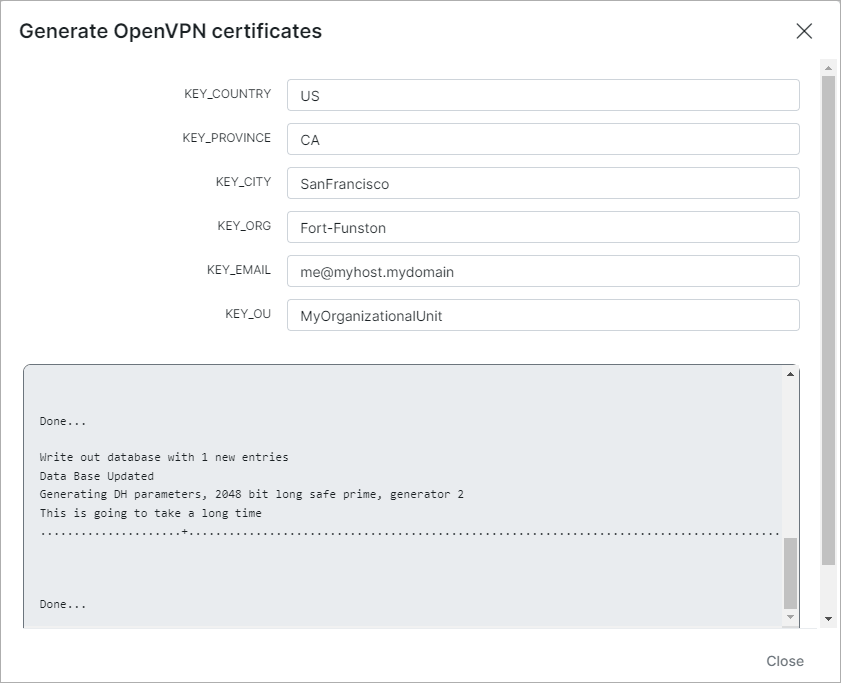 Generate OpenVPN certificates
KEY_COUNTRY US
KEY_PROVINCE CA
KEY_CITY SanFrancisco
KEY_ORG Fort-Funston
KEY_EMAIL me@myhost.mydomain
KEY_OU MyOrganizationalUnit
Done...
Write out database with 1 new entries
Data Base Updated
Generating DH parameters, 2048 bit long safe prime, generator 2
This is going to take a long time
.....................+........................................................................................
Done...
Close